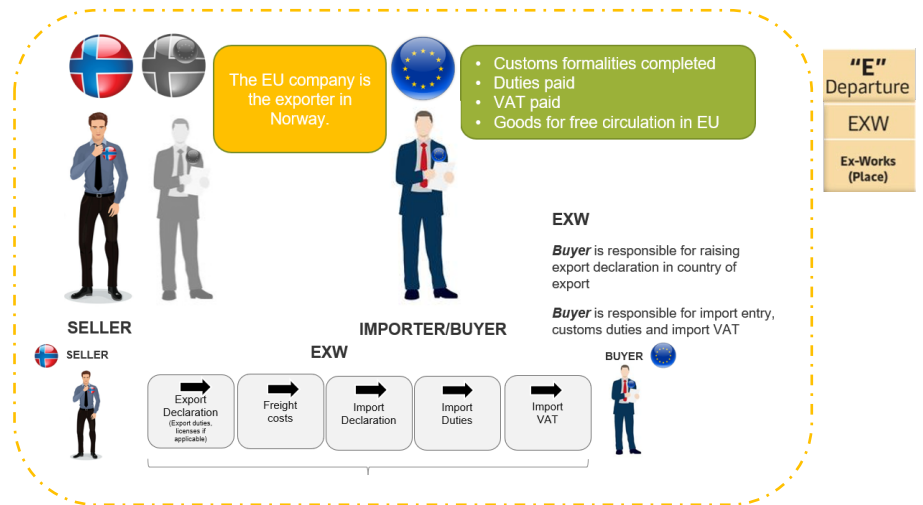 The EU company is
the exporter in
Norway.
• Customs formalities completed
• Duties paid
• VAT paid
• Goods for free circulation in EU
“E”
Departure
EXW
Ex-Works
(Place)
EXW
Buyer is responsible for raising
export declaration in country of
export
Buyer is responsible for import entry,
customs duties and import VAT
SELLER
IMPORTER/BUYER
EXW
SELLER
BUYER
Export
Declaration
(Export duties,
licenses if
applicable)
Freight
costs
Import
Declaration
Import
Duties
Import
VAT